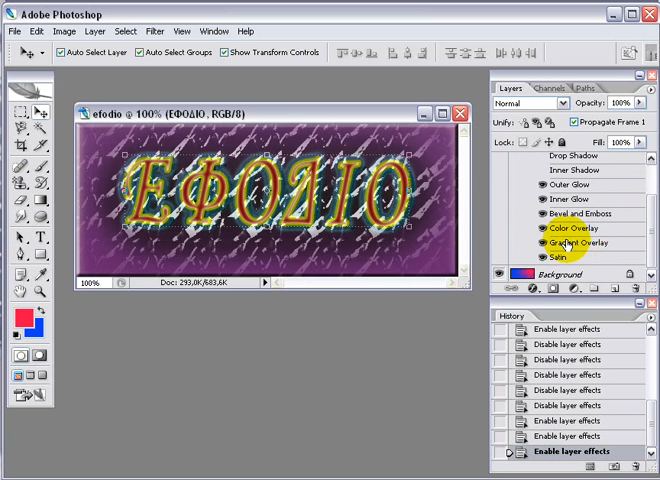 Adobe Photoshop
File Edit Image Layer Select Filter View Window Help
Auto Select Layer Auto Select Groups Show Transform Controls
Layers Channels Paths
Normal Opacity: 100%
Unify: Propagate Frame 1
Lock: Fill: 100%
Drop Shadow
Inner Shadow
Outer Glow
Inner Glow
Bevel and Emboss
Color Overlay
Gradient Overlay
Satin
Background
efodio @ 100% (ΕΦΟΔΙΟ, RGB/8)
ΕΦΟΔΙΟ
100% Doc: 293,0K/683,6K
History
Enable layer effects
Disable layer effects
Disable layer effects
Disable layer effects
Disable layer effects
Disable layer effects
Enable layer effects
Enable layer effects
Enable layer effects